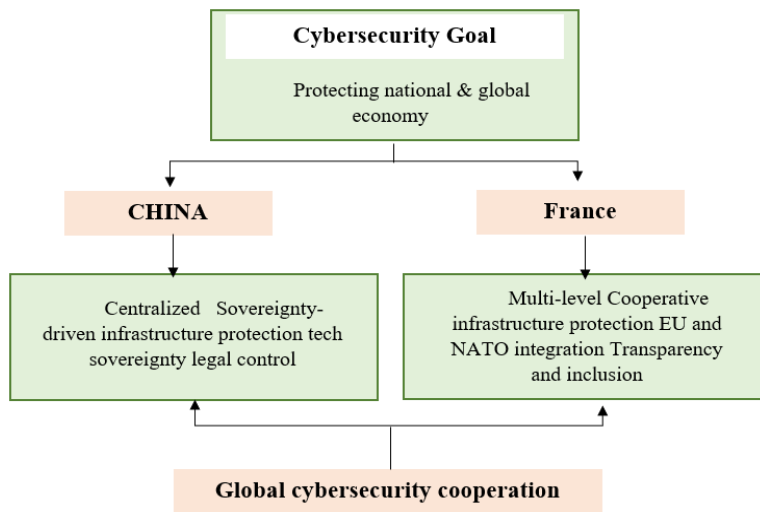 Cybersecurity Goal
Protecting national & global
economy
CHINA
France
Centralized Sovereignty-
driven infrastructure protection tech
sovereignty legal control
Multi-level Cooperative
infrastructure protection EU and
NATO integration Transparency
and inclusion
Global cybersecurity cooperation